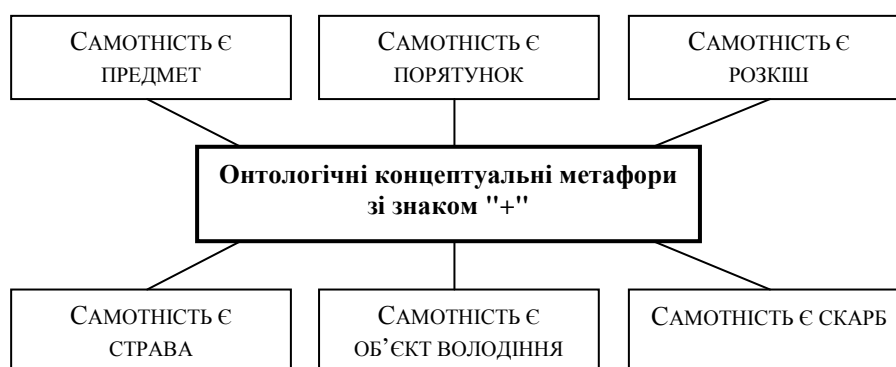 САМОТНІСТЬ Є
ПРЕДМЕТ
САМОТНІСТЬ Є
ПОРЯТУНОК
САМОТНІСТЬ Є
РОЗКІШ
Онтологічні концептуальні метафори
зі знаком "+"
САМОТНІСТЬ Є
СТРАВА
САМОТНІСТЬ Є
ОБ’ЄКТ ВОЛОДІННЯ
САМОТНІСТЬ Є СКАРБ